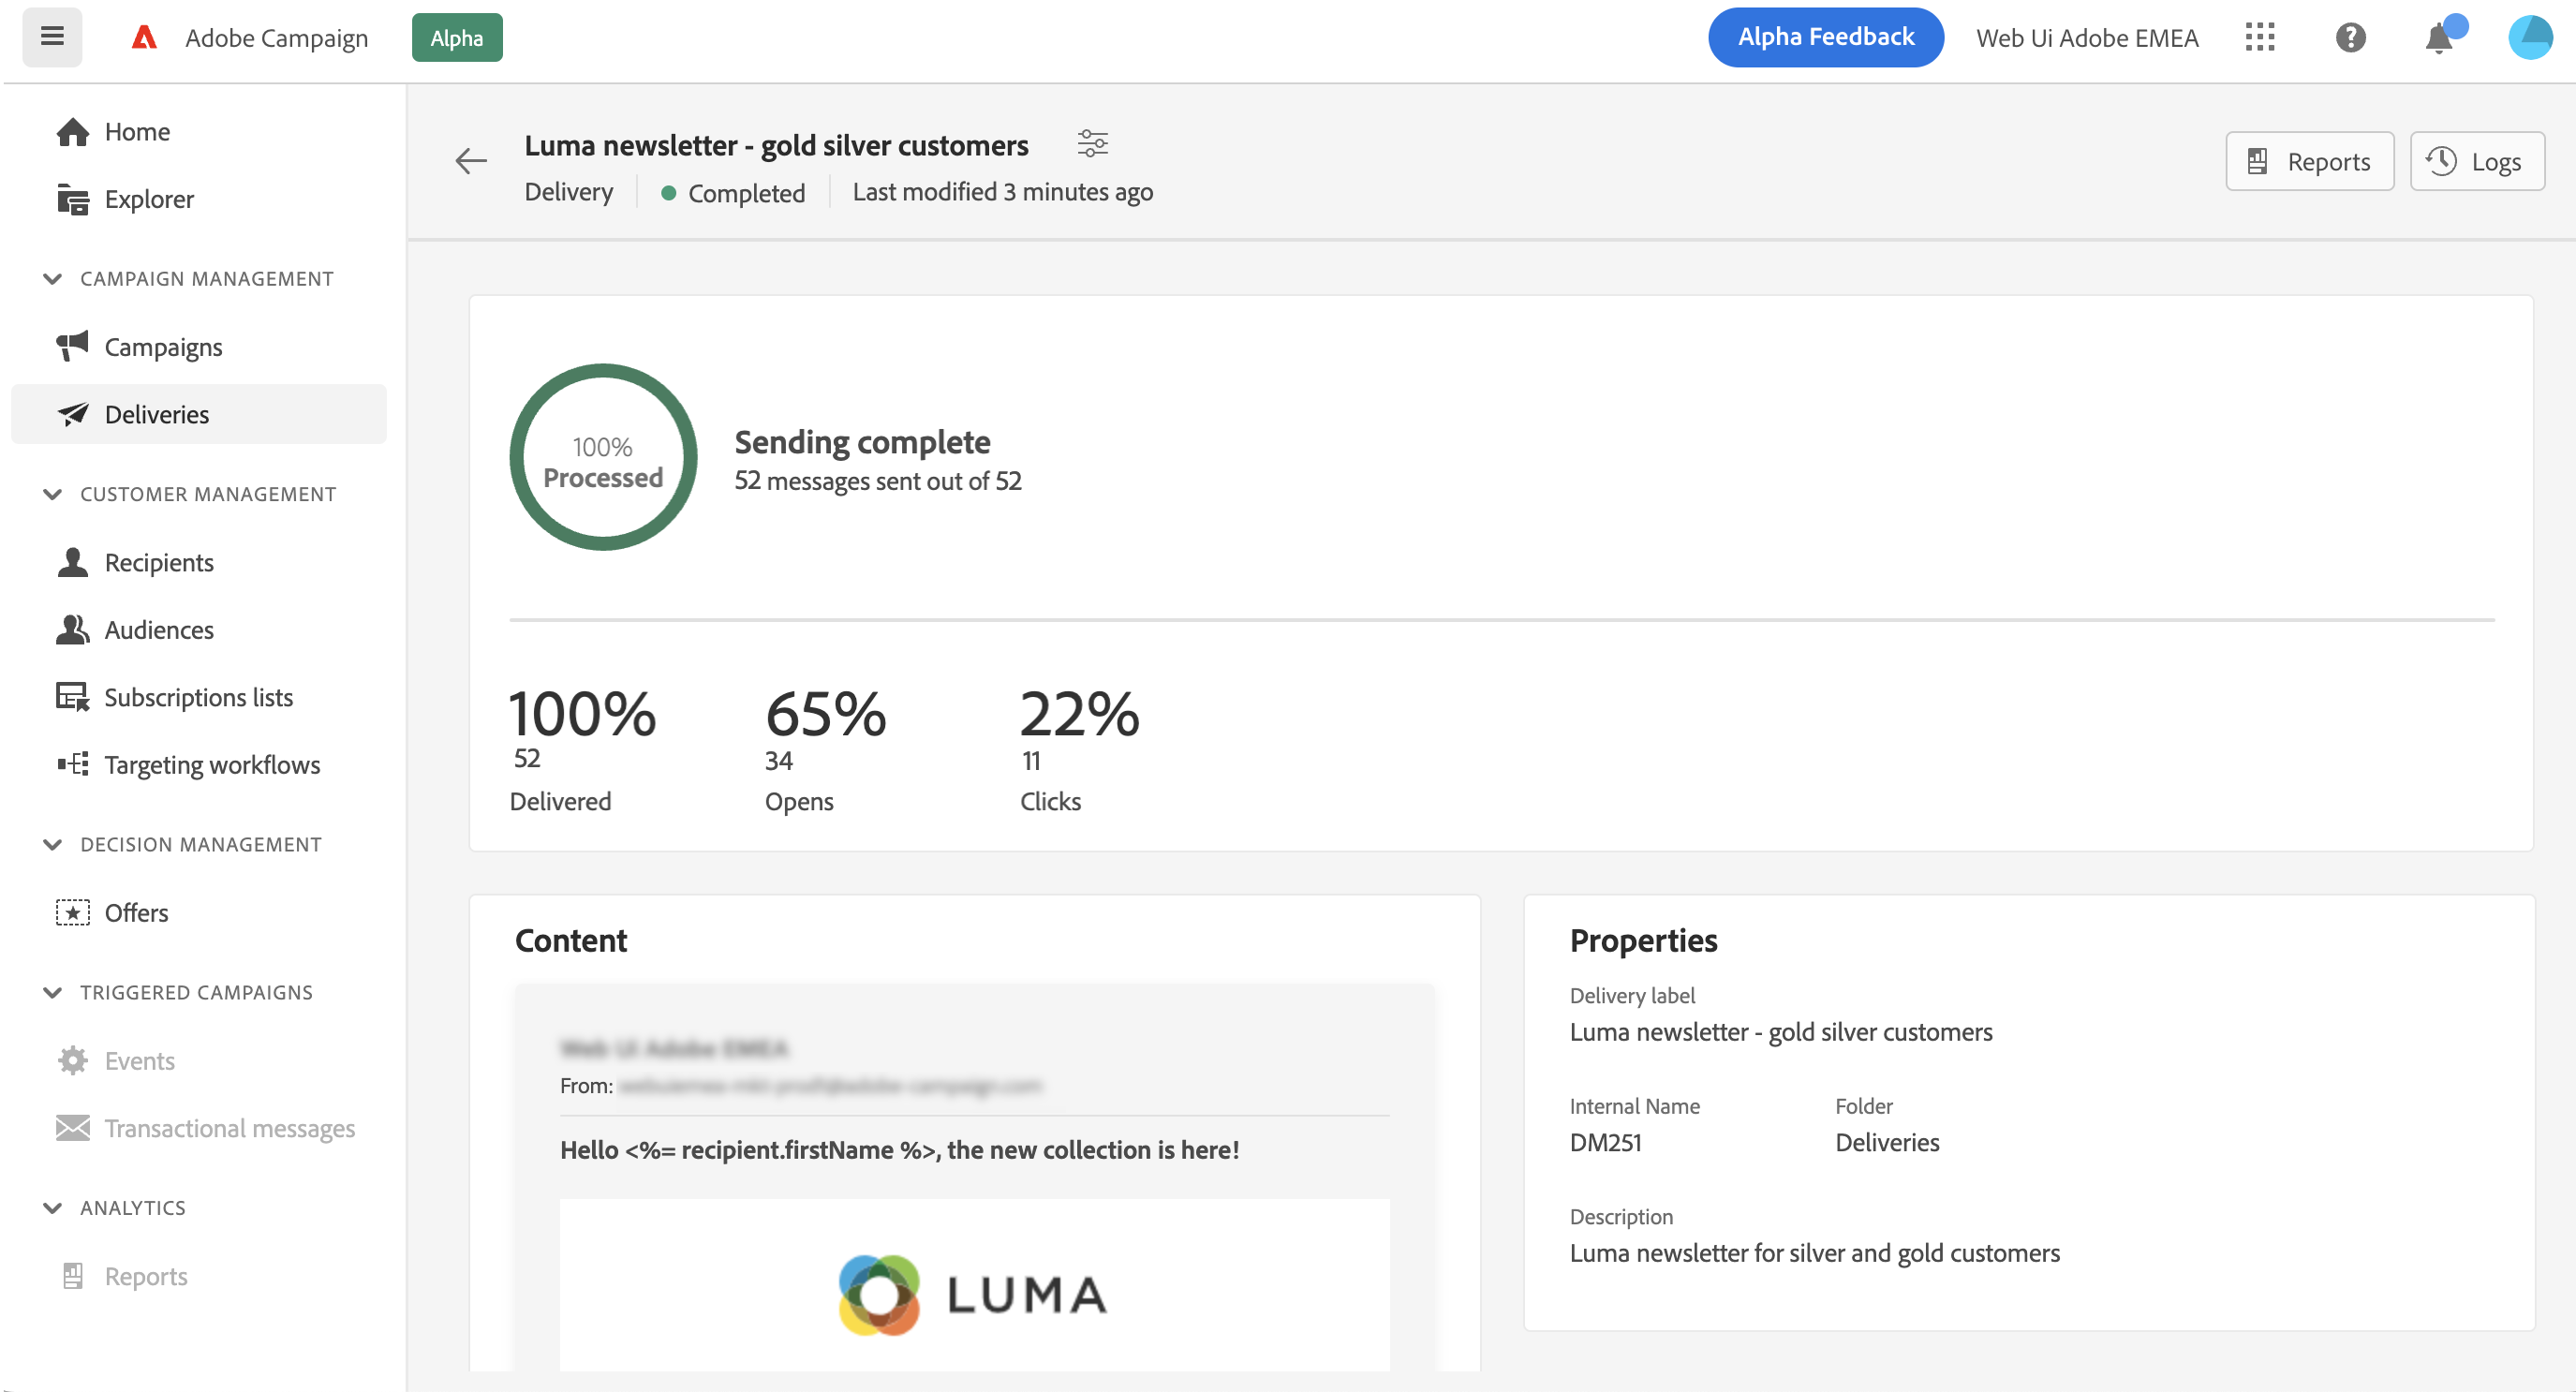 Adobe Campaign
Alpha
Alpha Feedback
Web Ui Adobe EMEA
Home
Explorer
CAMPAIGN MANAGEMENT
Campaigns
Deliveries
CUSTOMER MANAGEMENT
Recipients
Audiences
Subscriptions lists
Targeting workflows
DECISION MANAGEMENT
Offers
TRIGGERED CAMPAIGNS
Events
Transactional messages
ANALYTICS
Reports
Luma newsletter - gold silver customers
Delivery
Completed
Last modified 3 minutes ago
Reports
Logs
100%
Processed
Sending complete
52 messages sent out of 52
100%
52
Delivered
65%
34
Opens
22%
11
Clicks
Content
Web Ui Adobe EMEA
From:
Hello <%= recipient.firstName %>, the new collection is here!
LUMA
Properties
Delivery label
Luma newsletter - gold silver customers
Internal Name
DM251
Folder
Deliveries
Description
Luma newsletter for silver and gold customers